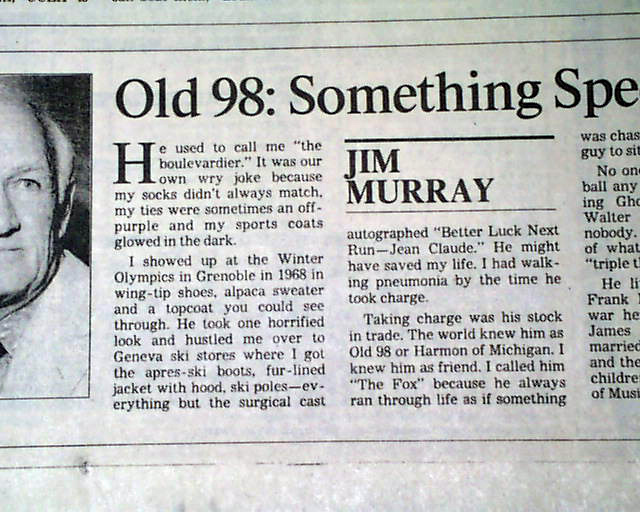 Old 98: Something Spe
He used to call me "the
boulevardier." It was our
own wry joke because
my socks didn't always match,
my ties were sometimes an off-
purple and my sports coats
glowed in the dark.
I showed up at the Winter
Olympics in Grenoble in 1968 in
wing-tip shoes, alpaca sweater
and a topcoat you could see
through. He took one horrified
look and hustled me over to
Geneva ski stores where I got
the apres-ski boots, fur-lined
jacket with hood, ski poles—ev-
erything but the surgical cast
JIM
MURRAY
autographed "Better Luck Next
Run—Jean Claude." He might
have saved my life. I had walk-
ing pneumonia by the time he
took charge.
Taking charge was his stock
in trade. The world knew him as
Old 98 or Harmon of Michigan. I
knew him as friend. I called him
"The Fox" because he always
ran through life as if something
was chas
guy to sit
No one
ball any
ing Gho
Walter
nobody.
of what
"triple t
He li
Frank
war he
James
married
and the
childre
of Musi